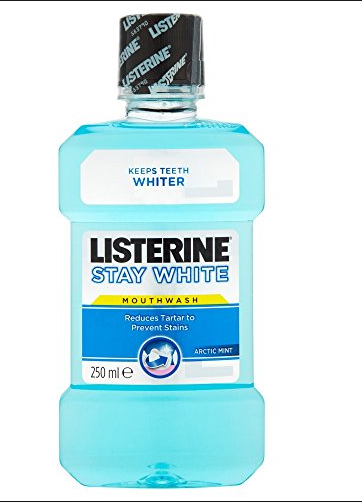 LISTERINE
LISTERINE
KEEPS TEETH
WHITER
LISTERINE®
STAY WHITE
MOUTHWASH
Reduces Tartar to
Prevent Stains
ARCTIC MINT
250 ml ℮